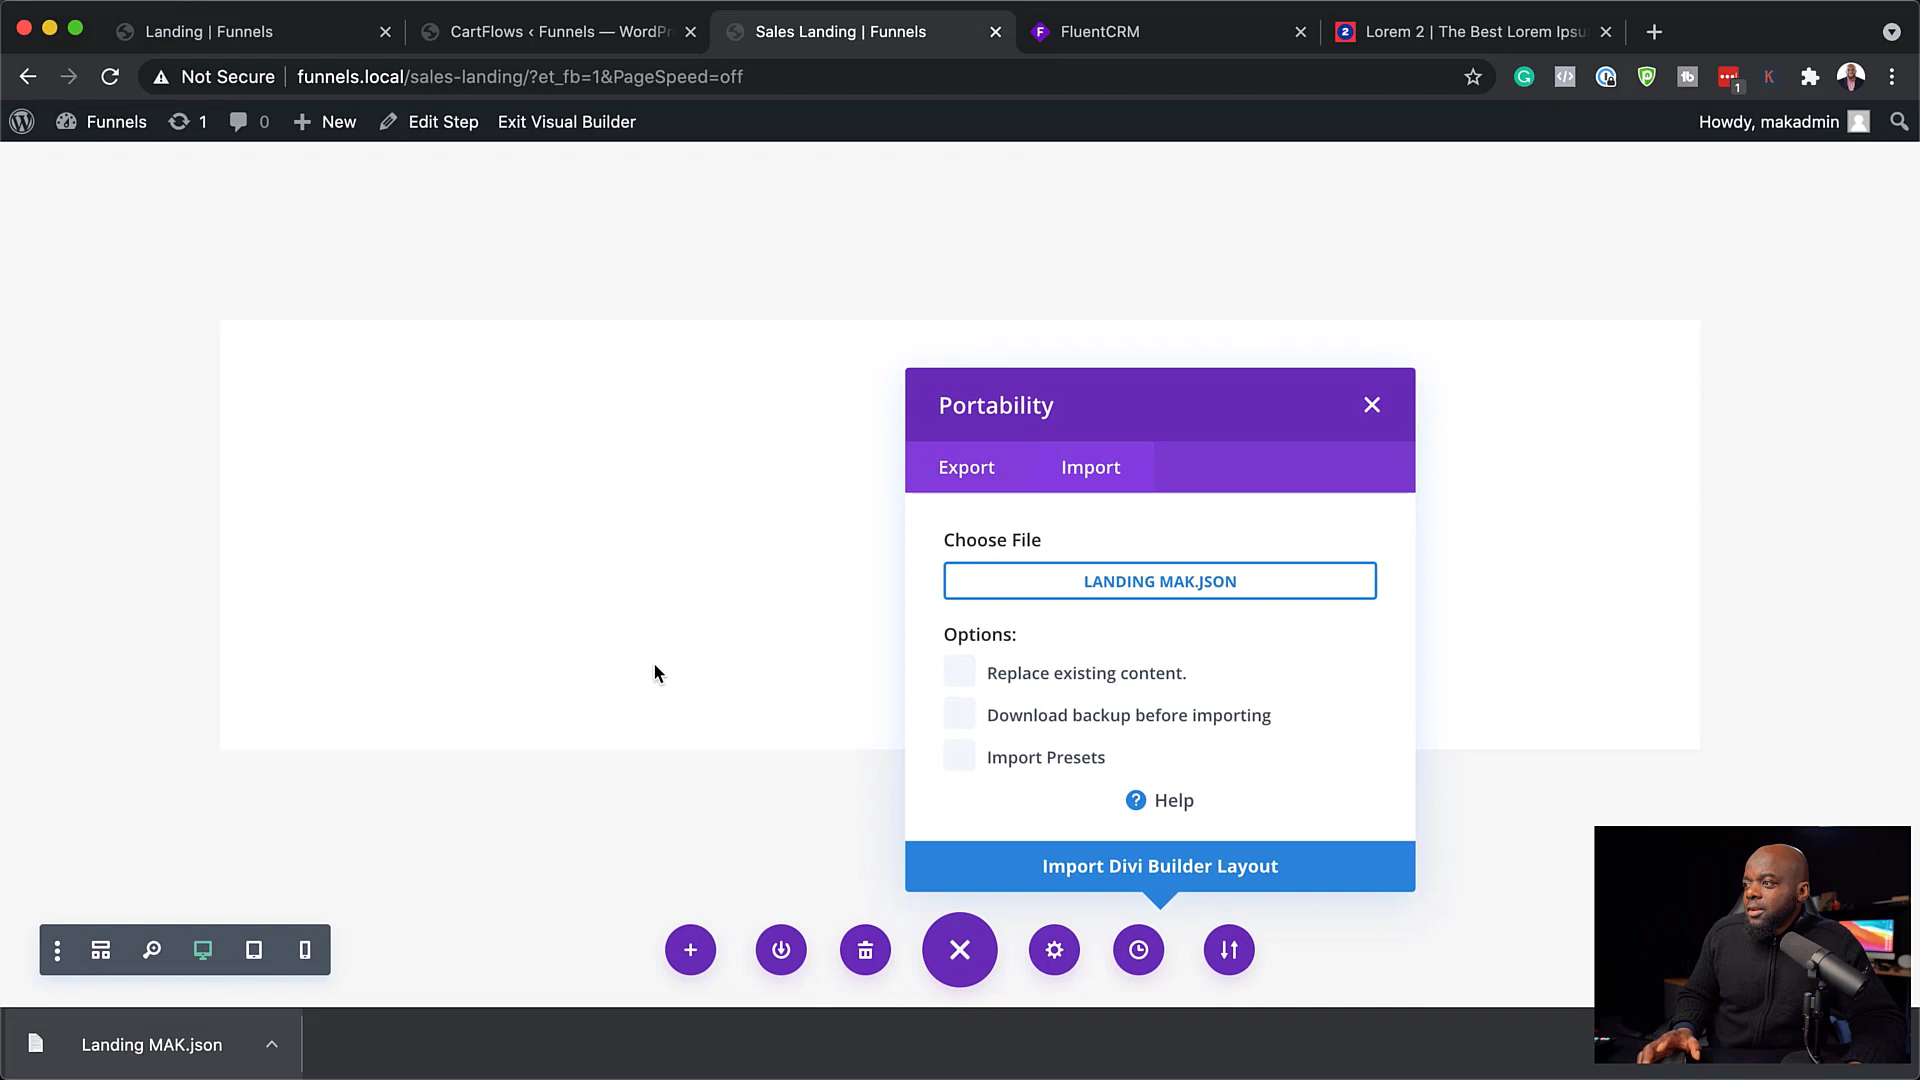 Landing | Funnels
CartFlows ‹ Funnels — WordPr
Sales Landing | Funnels
FluentCRM
Lorem 2 | The Best Lorem Ipsu
Not Secure
funnels.local/sales-landing/?et_fb=1&PageSpeed=off
1
Funnels
1
0
New
Edit Step
Exit Visual Builder
Howdy, makadmin
Portability
Export
Import
Choose File
LANDING MAK.JSON
Options:
Replace existing content.
Download backup before importing
Import Presets
? Help
Import Divi Builder Layout
Landing MAK.json